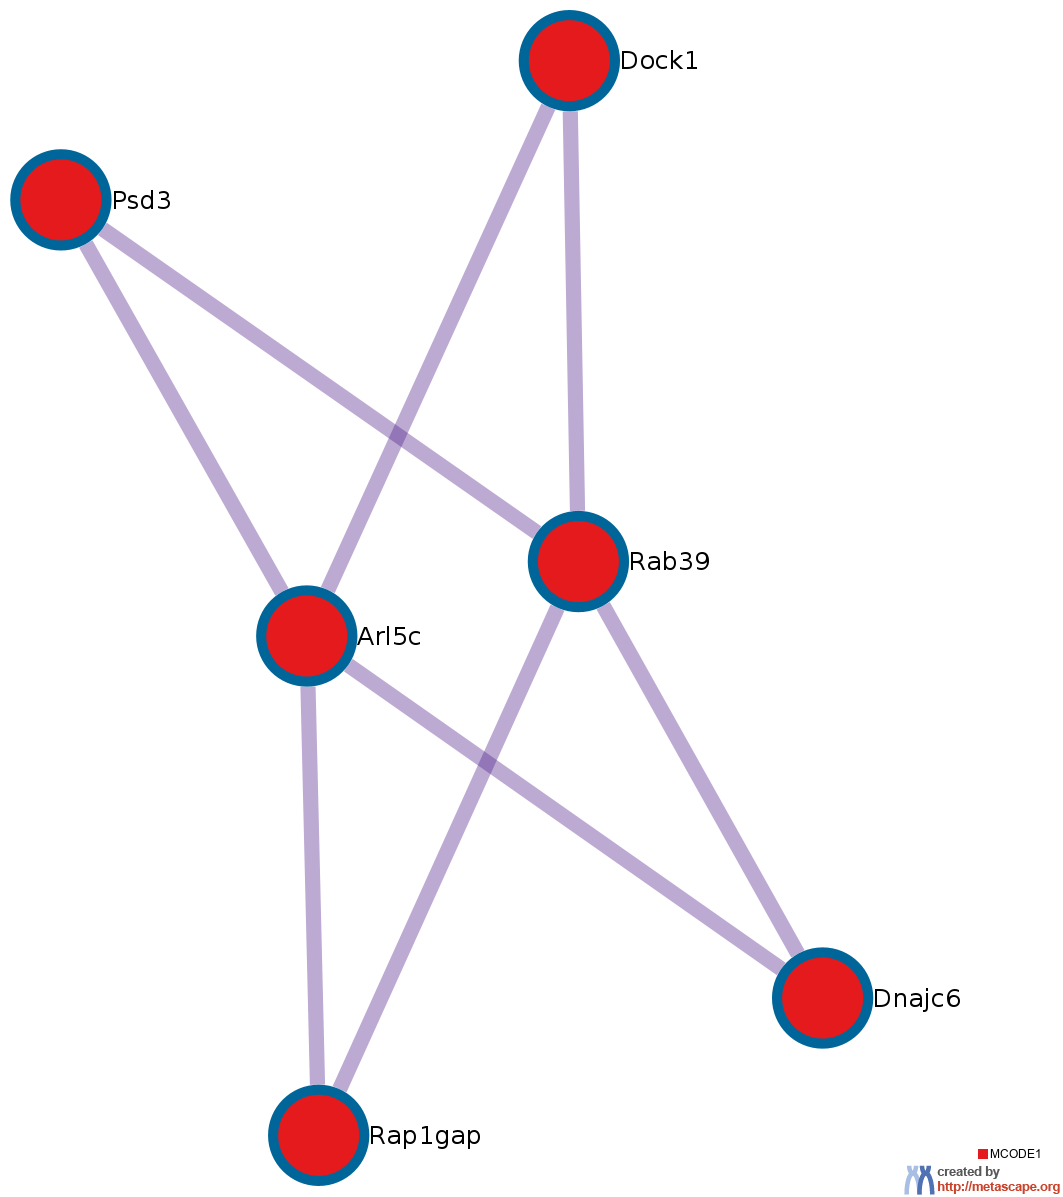 Dock1
Psd3
Rab39
Arl5c
Dnajc6
Rap1gap
MCODE1
created by
http://metascape.org